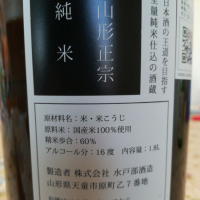 日本酒の王道を目指す
全量純米仕込の酒蔵
山形正宗
純米
原材料名：米・米こうじ
原料米：国産米100％使用
精米歩合：60％
アルコール分：16度　内容量：1.8L
製造者 株式会社 水戸部酒造
山形県天童市原町乙7番地